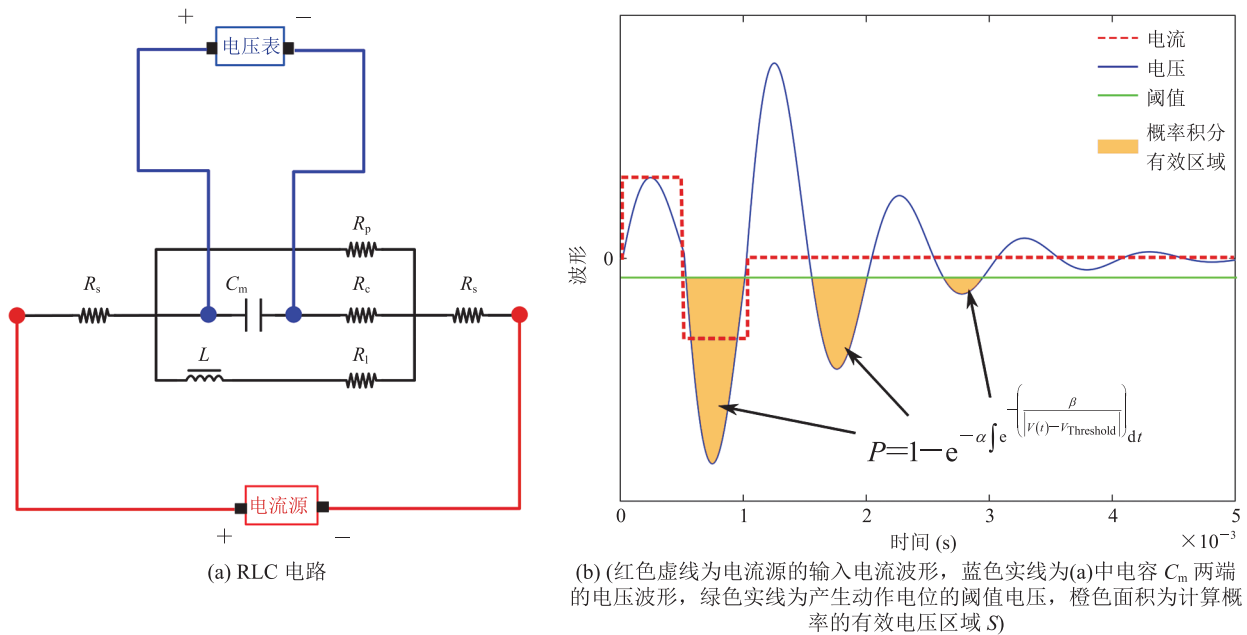 + −
电压表
Rp
Rs Cm Rc Rs
L Rl
电流源
+ −
(a) RLC 电路
电流
电压
阈值
概率积分
有效区域
波形
0
P=1−e^{−α∫e^{−(β/|V(t)−V_Threshold|)}dt}
0 1 2 3 4 5
时间 (s) ×10⁻³
(b) (红色虚线为电流源的输入电流波形，蓝色实线为(a)中电容 Cm 两端
的电压波形，绿色实线为产生动作电位的阈值电压，橙色面积为计算概
率的有效电压区域 S)